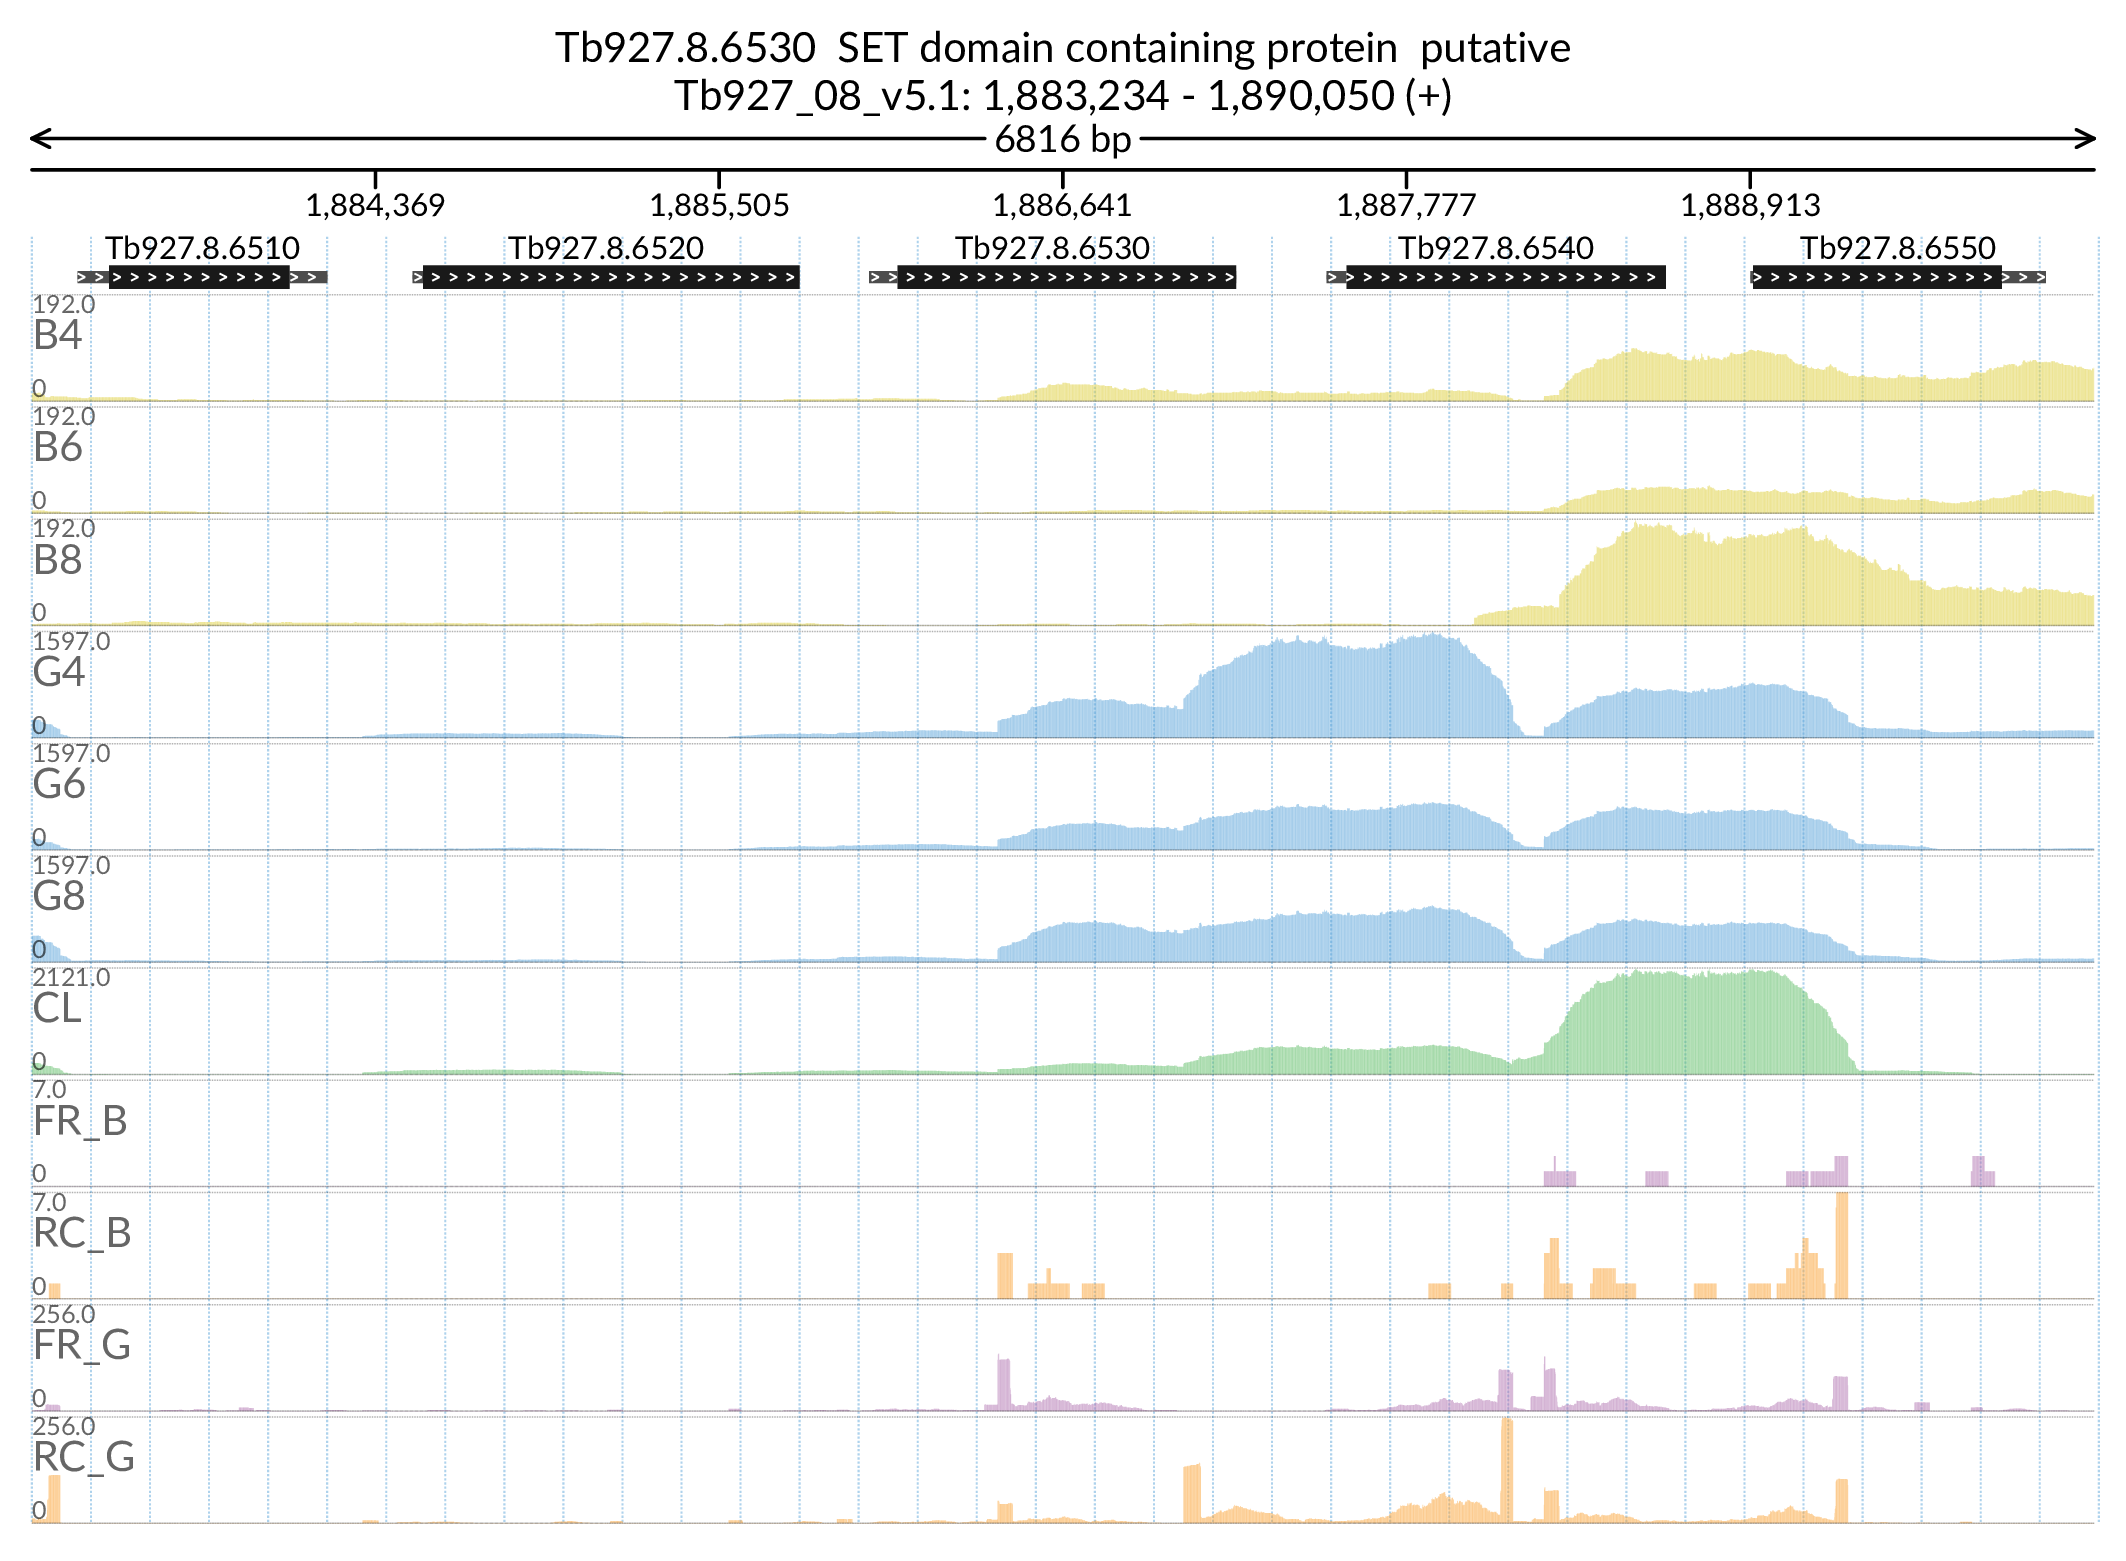 Tb927.8.6530  SET domain containing protein  putative
Tb927_08_v5.1: 1,883,234 - 1,890,050 (+)
6816 bp
1,884,369 1,885,505 1,886,641 1,887,777 1,888,913
Tb927.8.6510 Tb927.8.6520 Tb927.8.6530 Tb927.8.6540 Tb927.8.6550
192.0
B4
0
192.0
B6
0
192.0
B8
0
1597.0
G4
0
1597.0
G6
0
1597.0
G8
0
2121.0
CL
0
7.0
FR_B
0
7.0
RC_B
0
256.0
FR_G
0
256.0
RC_G
0